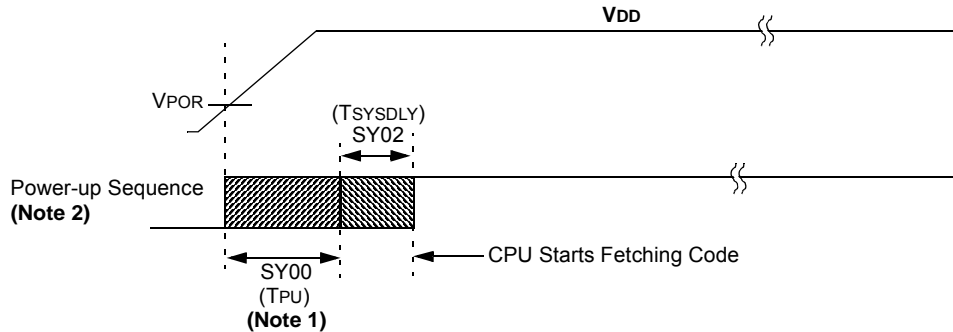 VDD
VPOR
(TSYSDLY)
SY02
Power-up Sequence
(Note 2)
CPU Starts Fetching Code
SY00
(TPU)
(Note 1)